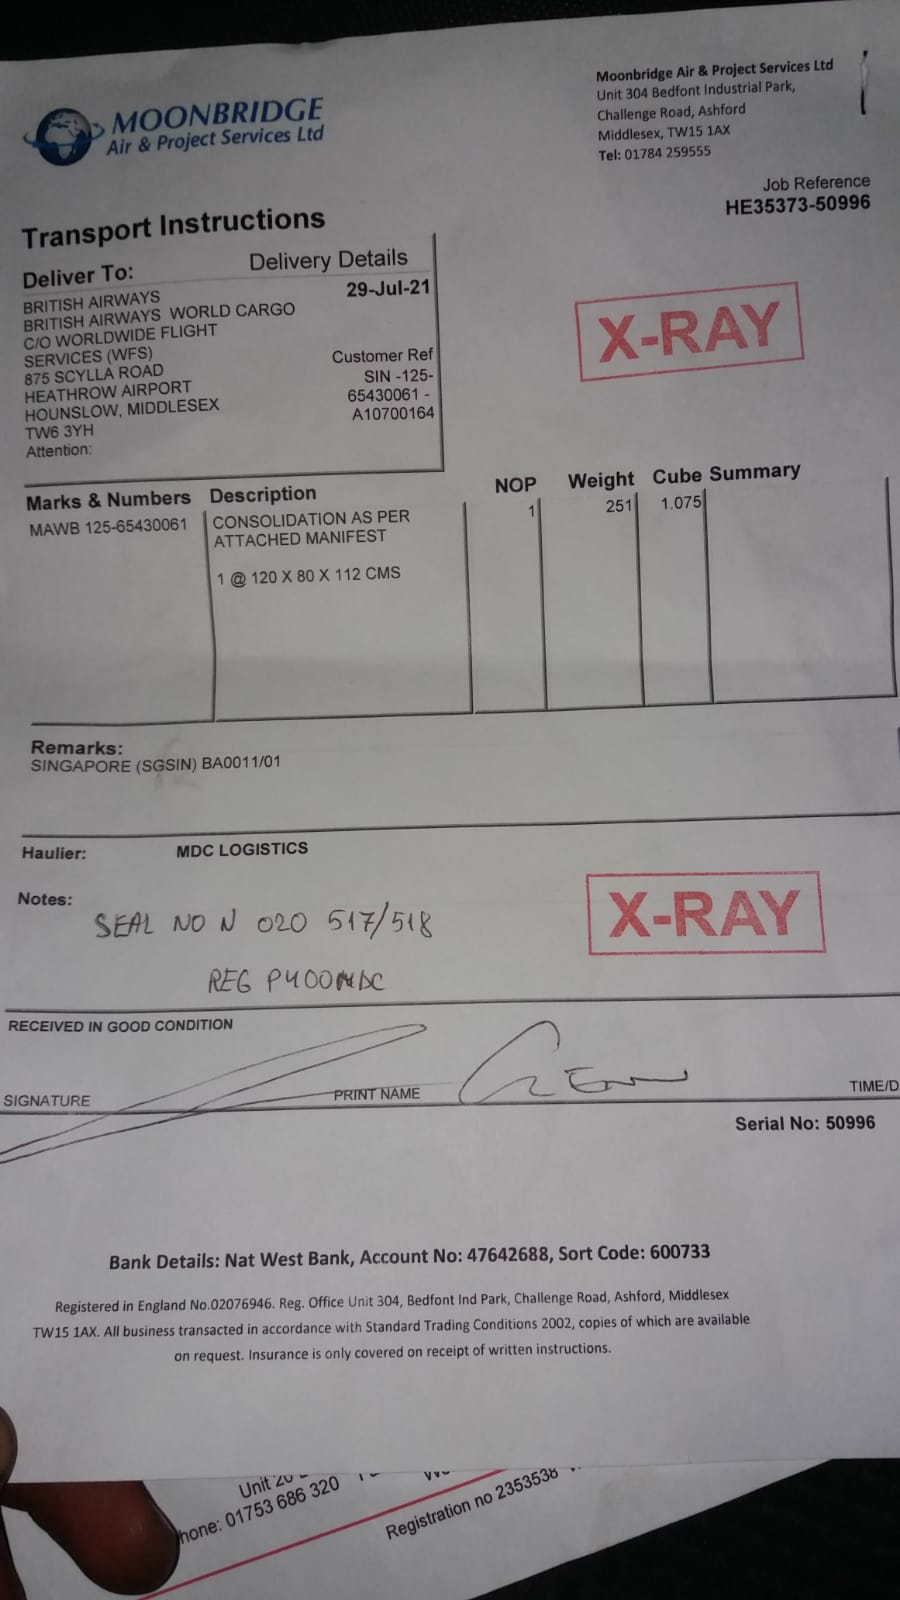 MOONBRIDGE
Air & Project Services Ltd
Moonbridge Air & Project Services Ltd
Unit 304 Bedfont Industrial Park,
Challenge Road, Ashford
Middlesex, TW15 1AX
Tel: 01784 259555
Job Reference
HE35373-50996
Transport Instructions
Deliver To:
BRITISH AIRWAYS
BRITISH AIRWAYS WORLD CARGO
C/O WORLDWIDE FLIGHT
SERVICES (WFS)
875 SCYLLA ROAD
HEATHROW AIRPORT
HOUNSLOW, MIDDLESEX
TW6 3YH
Attention:
Delivery Details
29-Jul-21
Customer Ref
SIN -125-
65430061 -
A10700164
X-RAY
Marks & Numbers Description NOP Weight Cube Summary
MAWB 125-65430061 CONSOLIDATION AS PER 1 251 1.075
ATTACHED MANIFEST
1 @ 120 X 80 X 112 CMS
Remarks:
SINGAPORE (SGSIN) BA0011/01
Haulier: MDC LOGISTICS
Notes:
SEAL NO N 020 517/518
REG P400MDC
X-RAY
RECEIVED IN GOOD CONDITION
SIGNATURE PRINT NAME TIME/D
Serial No: 50996
Bank Details: Nat West Bank, Account No: 47642688, Sort Code: 600733
Registered in England No.02076946. Reg. Office Unit 304, Bedfont Ind Park, Challenge Road, Ashford, Middlesex
TW15 1AX. All business transacted in accordance with Standard Trading Conditions 2002, copies of which are available
on request. Insurance is only covered on receipt of written instructions.
Unit 20
hone: 01753 686 320
Registration no 2353538